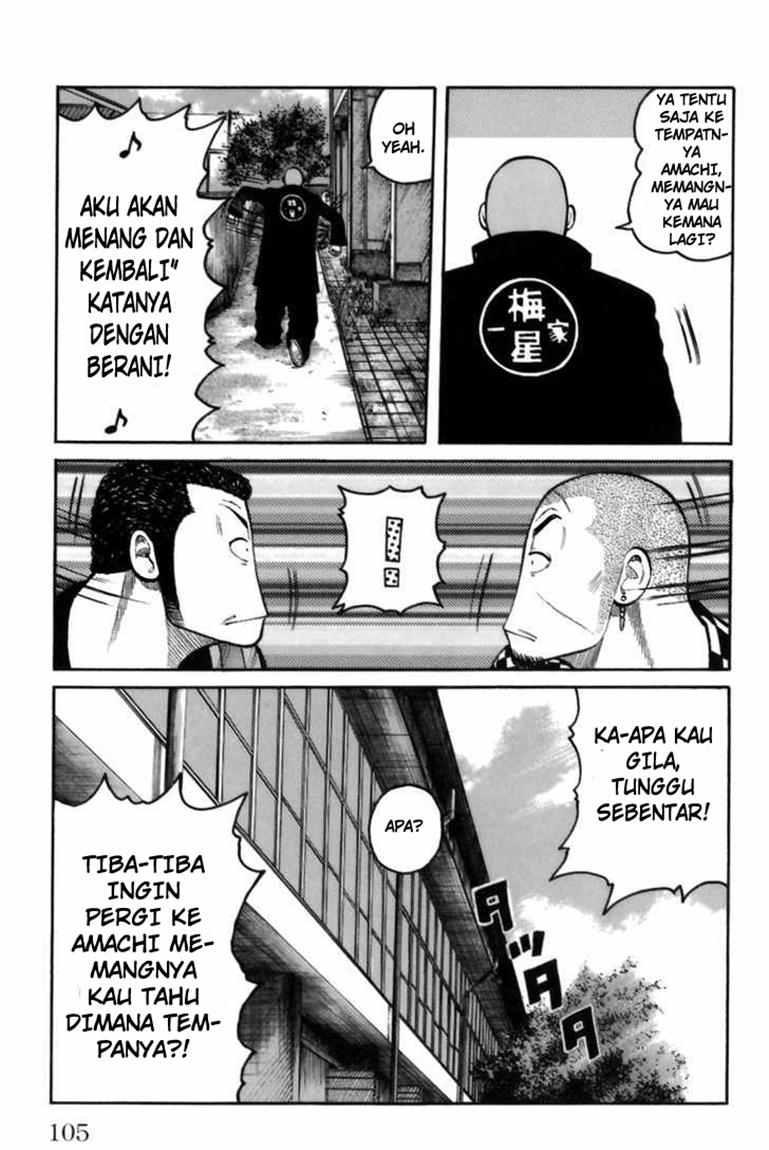 YA TENTU
SAJA KE
TEMPATN-
YA
AMACHI,
MEMANGN-
YA MAU
KEMANA
LAGI?
梅
一 家
星
OH
YEAH.
♪
AKU AKAN
MENANG DAN
KEMBALI"
KATANYA
DENGAN
BERANI!
♪
!
KA-APA KAU
GILA,
TUNGGU
SEBENTAR!
APA?
タ
ッ
タ
タ
TIBA-TIBA
INGIN
PERGI KE
AMACHI ME-
MANGNYA
KAU TAHU
DIMANA TEM-
PANYA?!
105